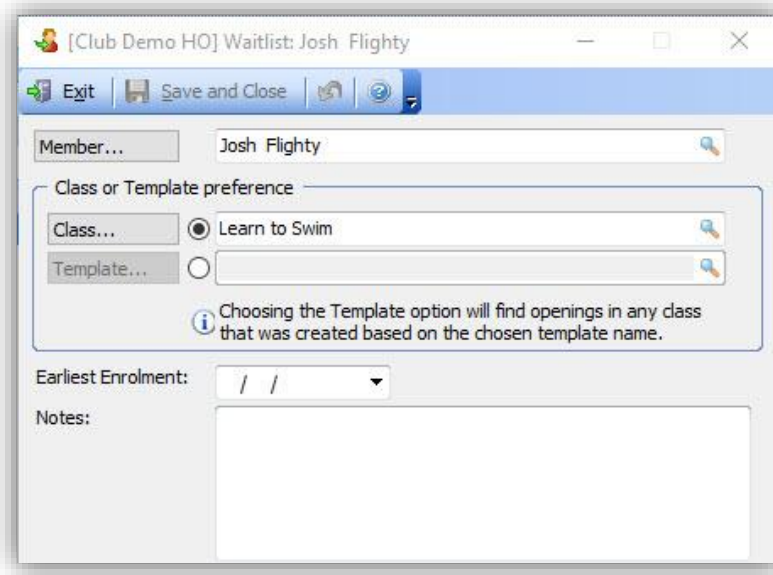 [Club Demo HO] Waitlist: Josh Flighty
Exit Save and Close
Member... Josh Flighty
Class or Template preference
Class... Learn to Swim
Template...
Choosing the Template option will find openings in any class
that was created based on the chosen template name.
Earliest Enrolment: / /
Notes: